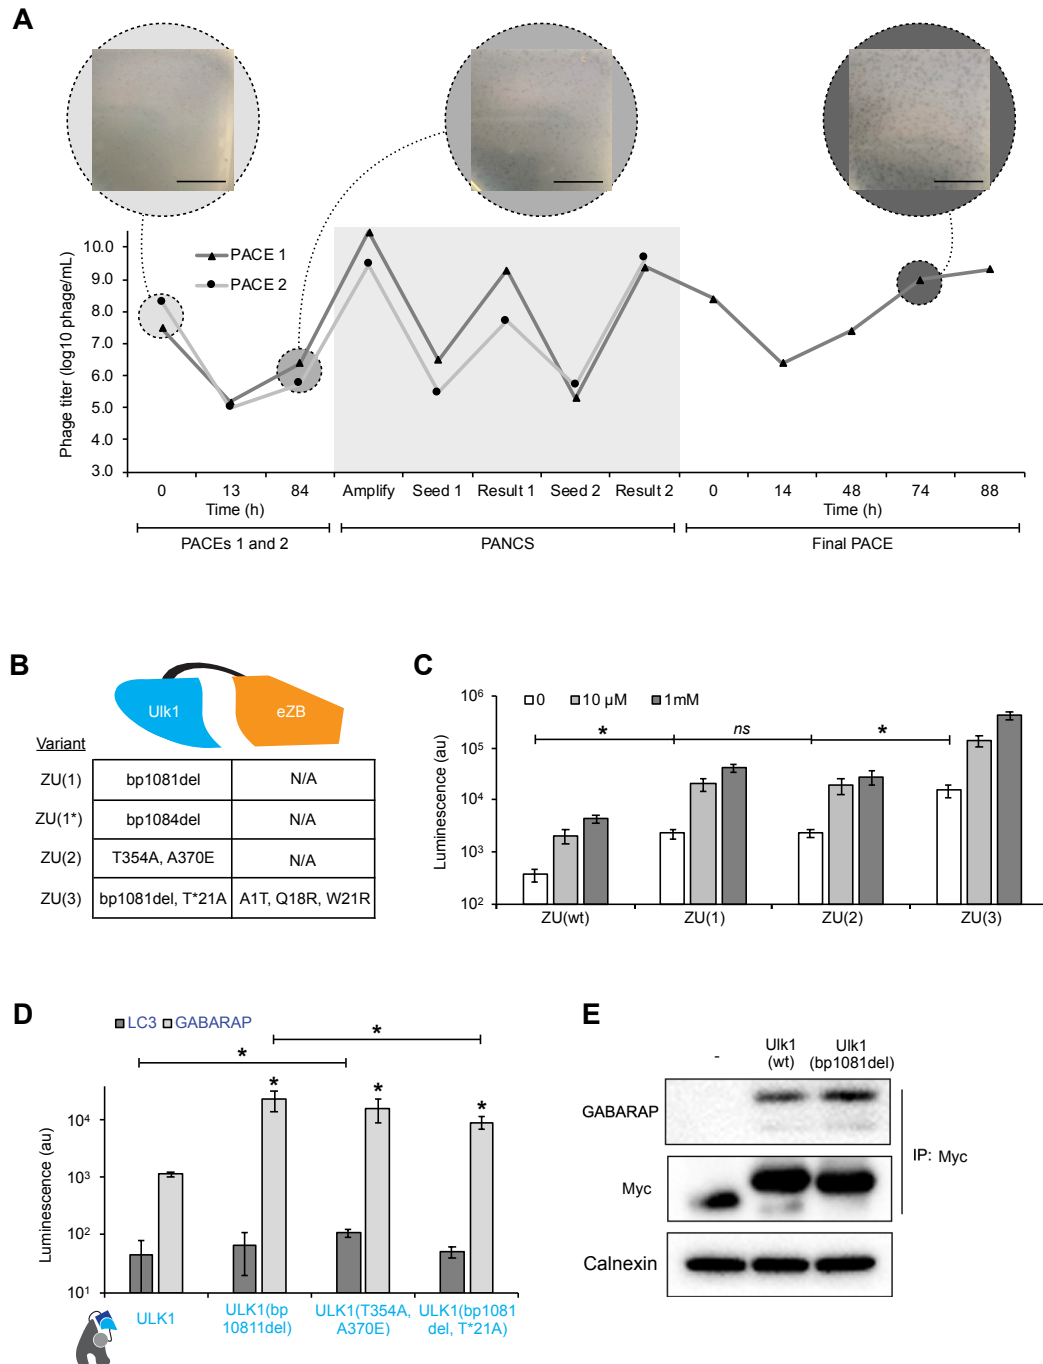 A
Phage titer (log10 phage/mL)
10.0
9.0
8.0
7.0
6.0
5.0
4.0
3.0
PACE 1
PACE 2
0 13 84 Amplify Seed 1 Result 1 Seed 2 Result 2 0 14 48 74 88
Time (h) Time (h)
PACEs 1 and 2 PANCS Final PACE
B
Ulk1 eZB
Variant
ZU(1) bp1081del N/A
ZU(1*) bp1084del N/A
ZU(2) T354A, A370E N/A
ZU(3) bp1081del, T*21A A1T, Q18R, W21R
C
Luminescence (au)
10⁶
10⁵
10⁴
10³
10²
0 10 µM 1mM
* ns *
ZU(wt) ZU(1) ZU(2) ZU(3)
D
LC3 GABARAP
*
*
* * *
Luminescence (au)
10⁴
10³
10²
10¹
ULK1 ULK1(bp ULK1(T354A, ULK1(bp1081
10811del) A370E) del, T*21A)
E
- Ulk1 Ulk1
(wt) (bp1081del)
GABARAP
Myc
Calnexin
IP: Myc